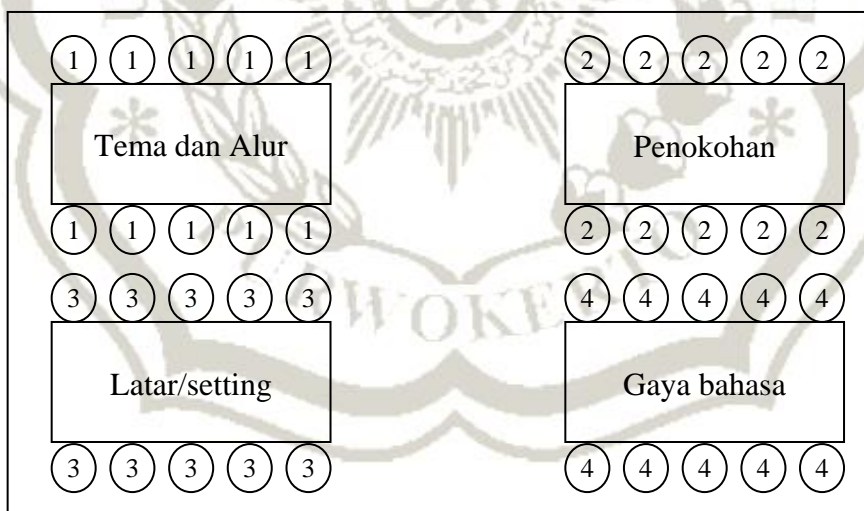 1 1 1 1 1
2 2 2 2 2
Tema dan Alur
Penokohan
1 1 1 1 1
2 2 2 2 2
3 3 3 3 3
4 4 4 4 4
Latar/setting
Gaya bahasa
3 3 3 3 3
4 4 4 4 4